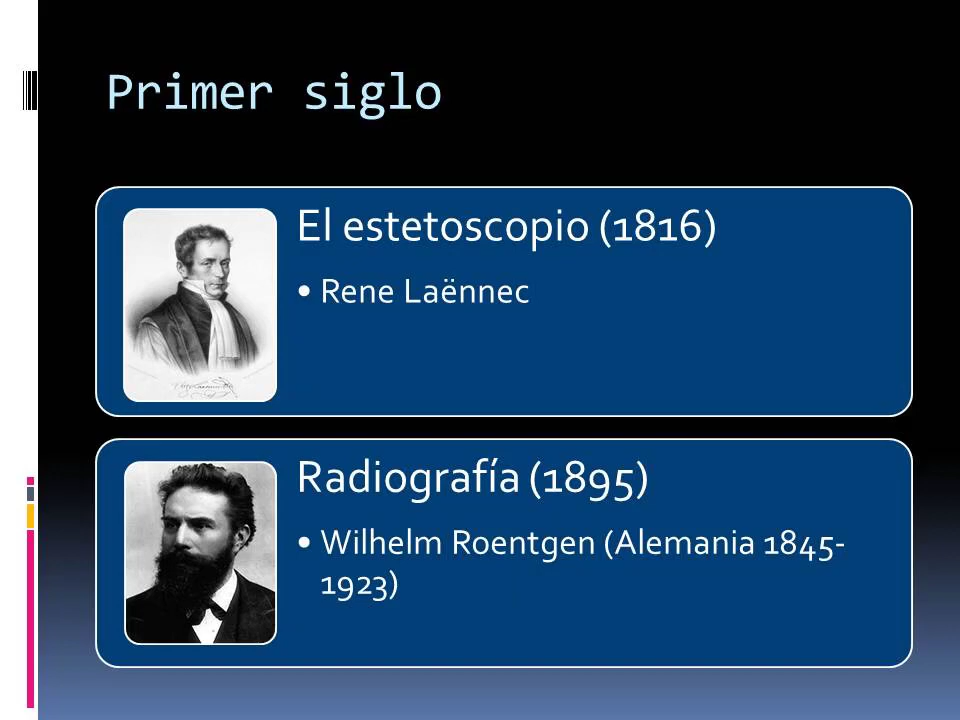 Primer siglo
El estetoscopio (1816)
• Rene Laënnec
Radiografía (1895)
• Wilhelm Roentgen (Alemania 1845-
1923)